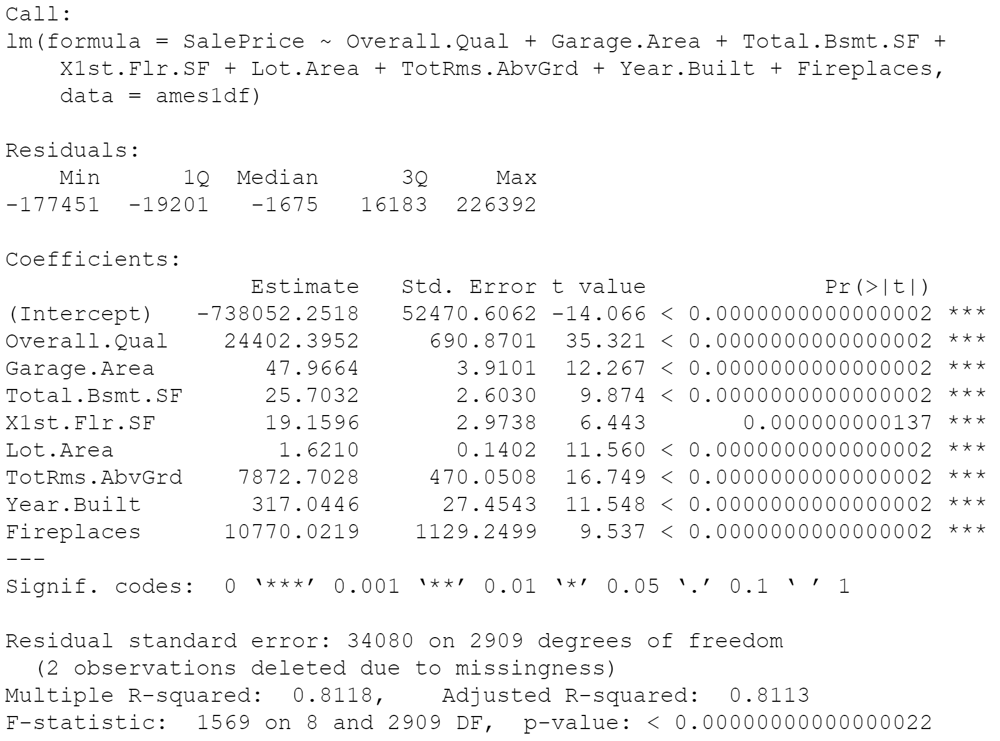 Call:
lm(formula = SalePrice ~ Overall.Qual + Garage.Area + Total.Bsmt.SF +
    X1st.Flr.SF + Lot.Area + TotRms.AbvGrd + Year.Built + Fireplaces,
    data = ames1df)

Residuals:
    Min      1Q  Median      3Q     Max
-177451  -19201   -1675   16183  226392

Coefficients:
                  Estimate   Std. Error t value             Pr(>|t|)
(Intercept)   -738052.2518   52470.6062 -14.066 < 0.0000000000000002 ***
Overall.Qual    24402.3952     690.8701  35.321 < 0.0000000000000002 ***
Garage.Area        47.9664       3.9101  12.267 < 0.0000000000000002 ***
Total.Bsmt.SF      25.7032       2.6030   9.874 < 0.0000000000000002 ***
X1st.Flr.SF        19.1596       2.9738   6.443       0.000000000137 ***
Lot.Area            1.6210       0.1402  11.560 < 0.0000000000000002 ***
TotRms.AbvGrd    7872.7028     470.0508  16.749 < 0.0000000000000002 ***
Year.Built        317.0446      27.4543  11.548 < 0.0000000000000002 ***
Fireplaces      10770.0219    1129.2499   9.537 < 0.0000000000000002 ***
---
Signif. codes:  0 ‘***’ 0.001 ‘**’ 0.01 ‘*’ 0.05 ‘.’ 0.1 ‘ ’ 1

Residual standard error: 34080 on 2909 degrees of freedom
  (2 observations deleted due to missingness)
Multiple R-squared:  0.8118,    Adjusted R-squared:  0.8113
F-statistic:  1569 on 8 and 2909 DF,  p-value: < 0.00000000000000022